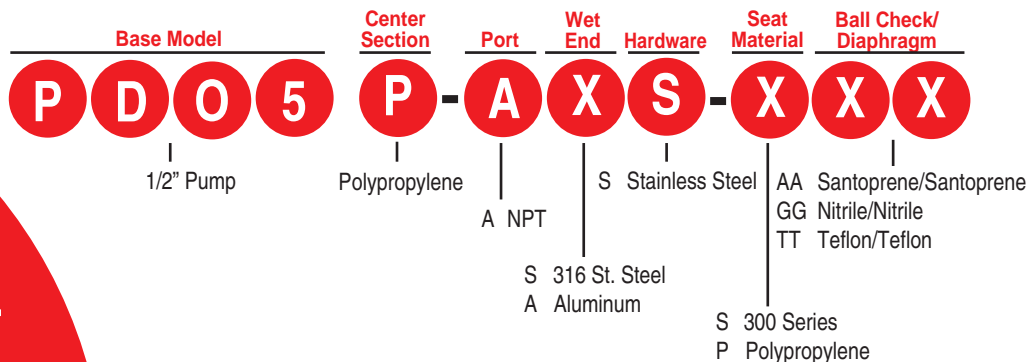 Base Model
Center Section
Port
Wet End
Hardware
Seat Material
Ball Check/ Diaphragm
P D O 5 P - A X S - X X X
1/2" Pump
Polypropylene
A NPT
S 316 St. Steel
A Aluminum
S Stainless Steel
S 300 Series
P Polypropylene
AA Santoprene/Santoprene
GG Nitrile/Nitrile
TT Teflon/Teflon